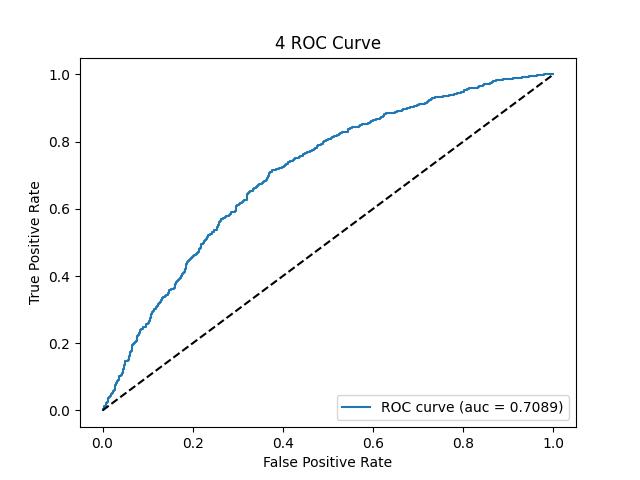 4 ROC Curve
True Positive Rate
1.0
0.8
0.6
0.4
0.2
0.0
ROC curve (auc = 0.7089)
0.0 0.2 0.4 0.6 0.8 1.0
False Positive Rate